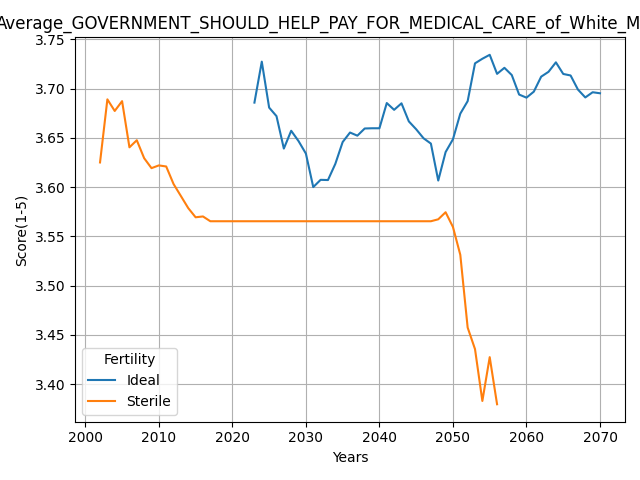 Average_GOVERNMENT_SHOULD_HELP_PAY_FOR_MEDICAL_CARE_of_White_M
3.75
3.70
3.65
3.60
3.55
3.50
3.45
3.40
Score(1-5)
Fertility
Ideal
Sterile
2000 2010 2020 2030 2040 2050 2060 2070
Years